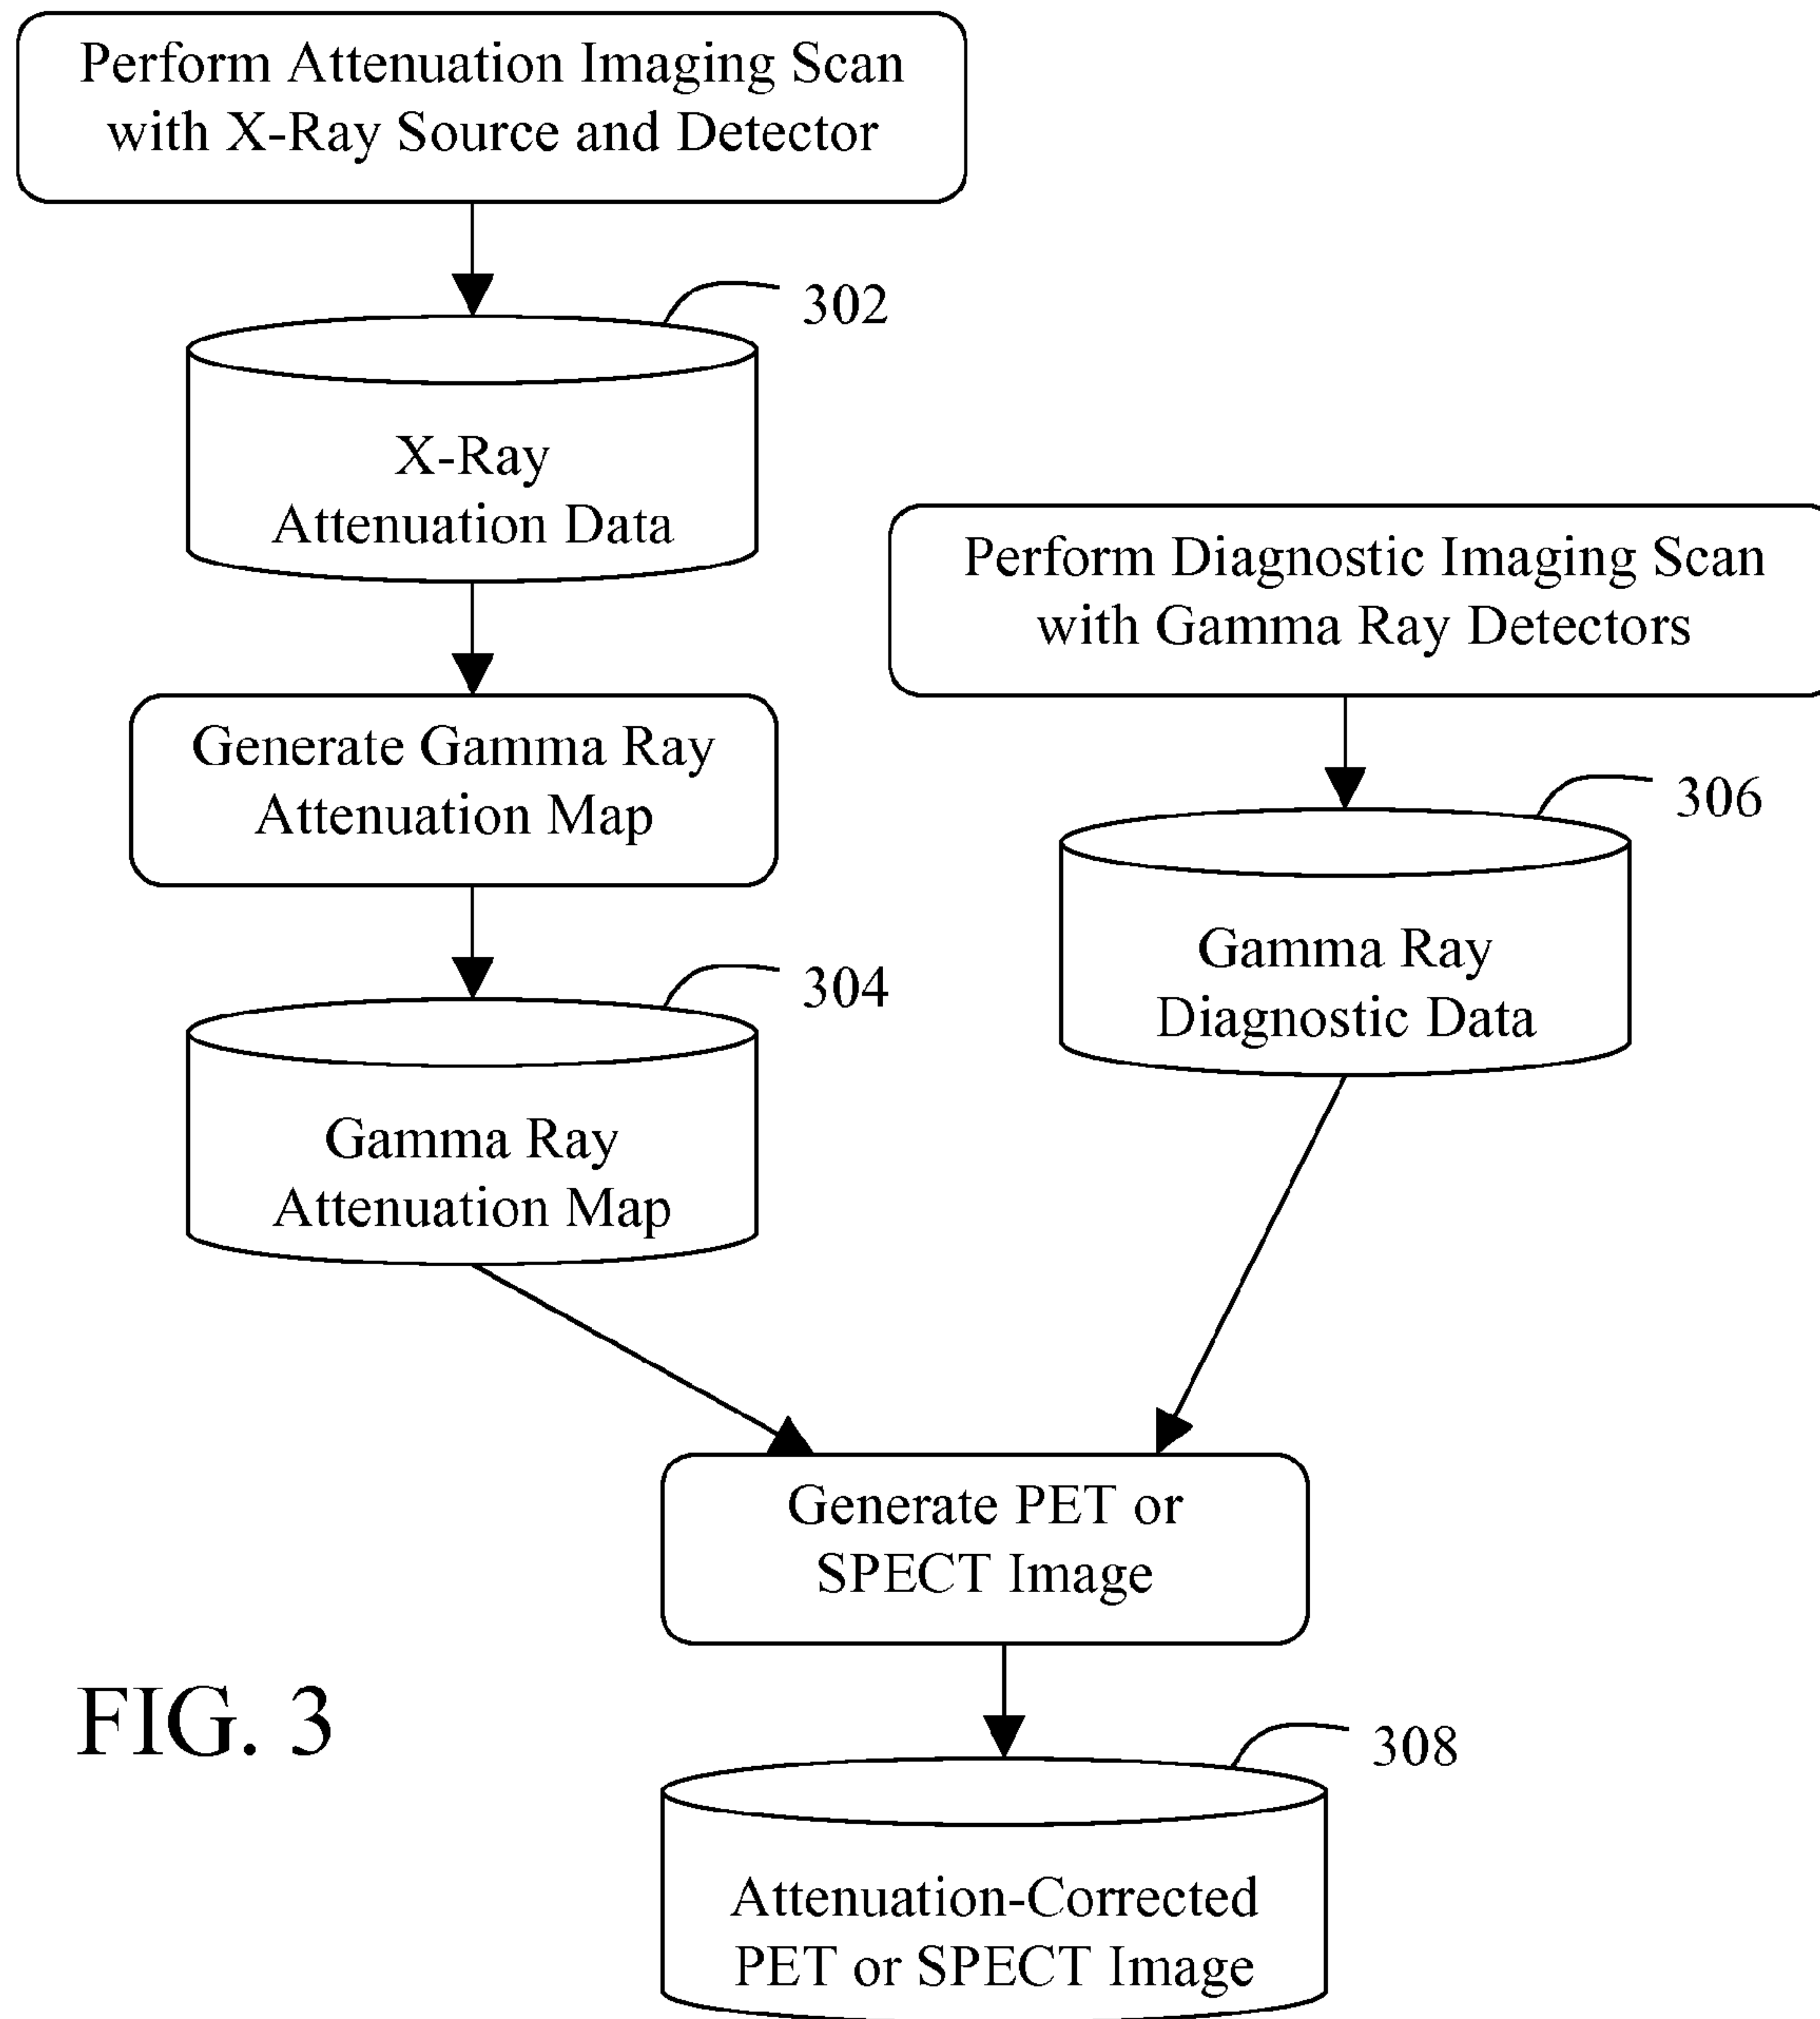 Perform Attenuation Imaging Scan
with X-Ray Source and Detector
302
X-Ray
Attenuation Data
Perform Diagnostic Imaging Scan
with Gamma Ray Detectors
Generate Gamma Ray
Attenuation Map
306
Gamma Ray
Diagnostic Data
304
Gamma Ray
Attenuation Map
Generate PET or
SPECT Image
FIG. 3
308
Attenuation-Corrected
PET or SPECT Image